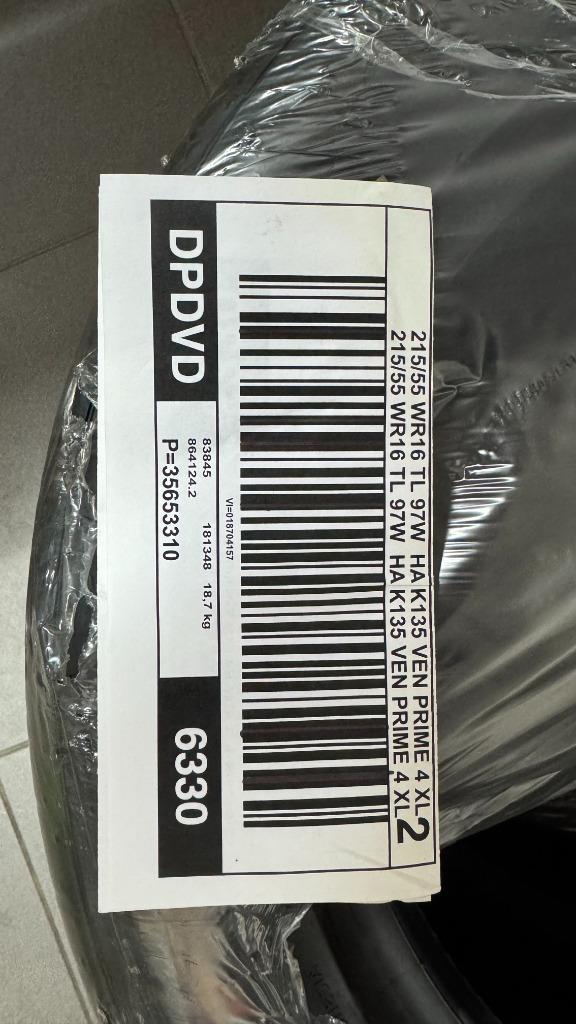 215/55 WR16 TL 97W HA K135 VEN PRIME 4 XL
215/55 WR16 TL 97W HA K135 VEN PRIME 4 XL
2
VI=018704157
DPDVD
83845 181348 18,7 kg
864124.2
P=35653310
6330